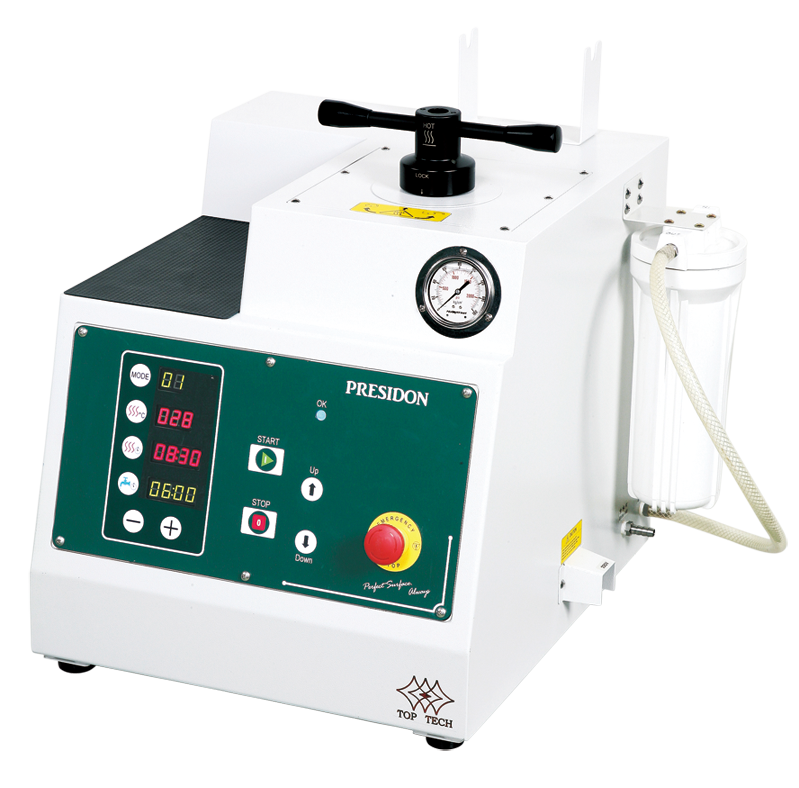 HOT
LOCK
MODE
01
PRESIDON
OK
°C
028
START
08:30
Up
06:00
STOP
0
EMERGENCY
STOP
Down
Perfect Surface,
Always
TOP TECH